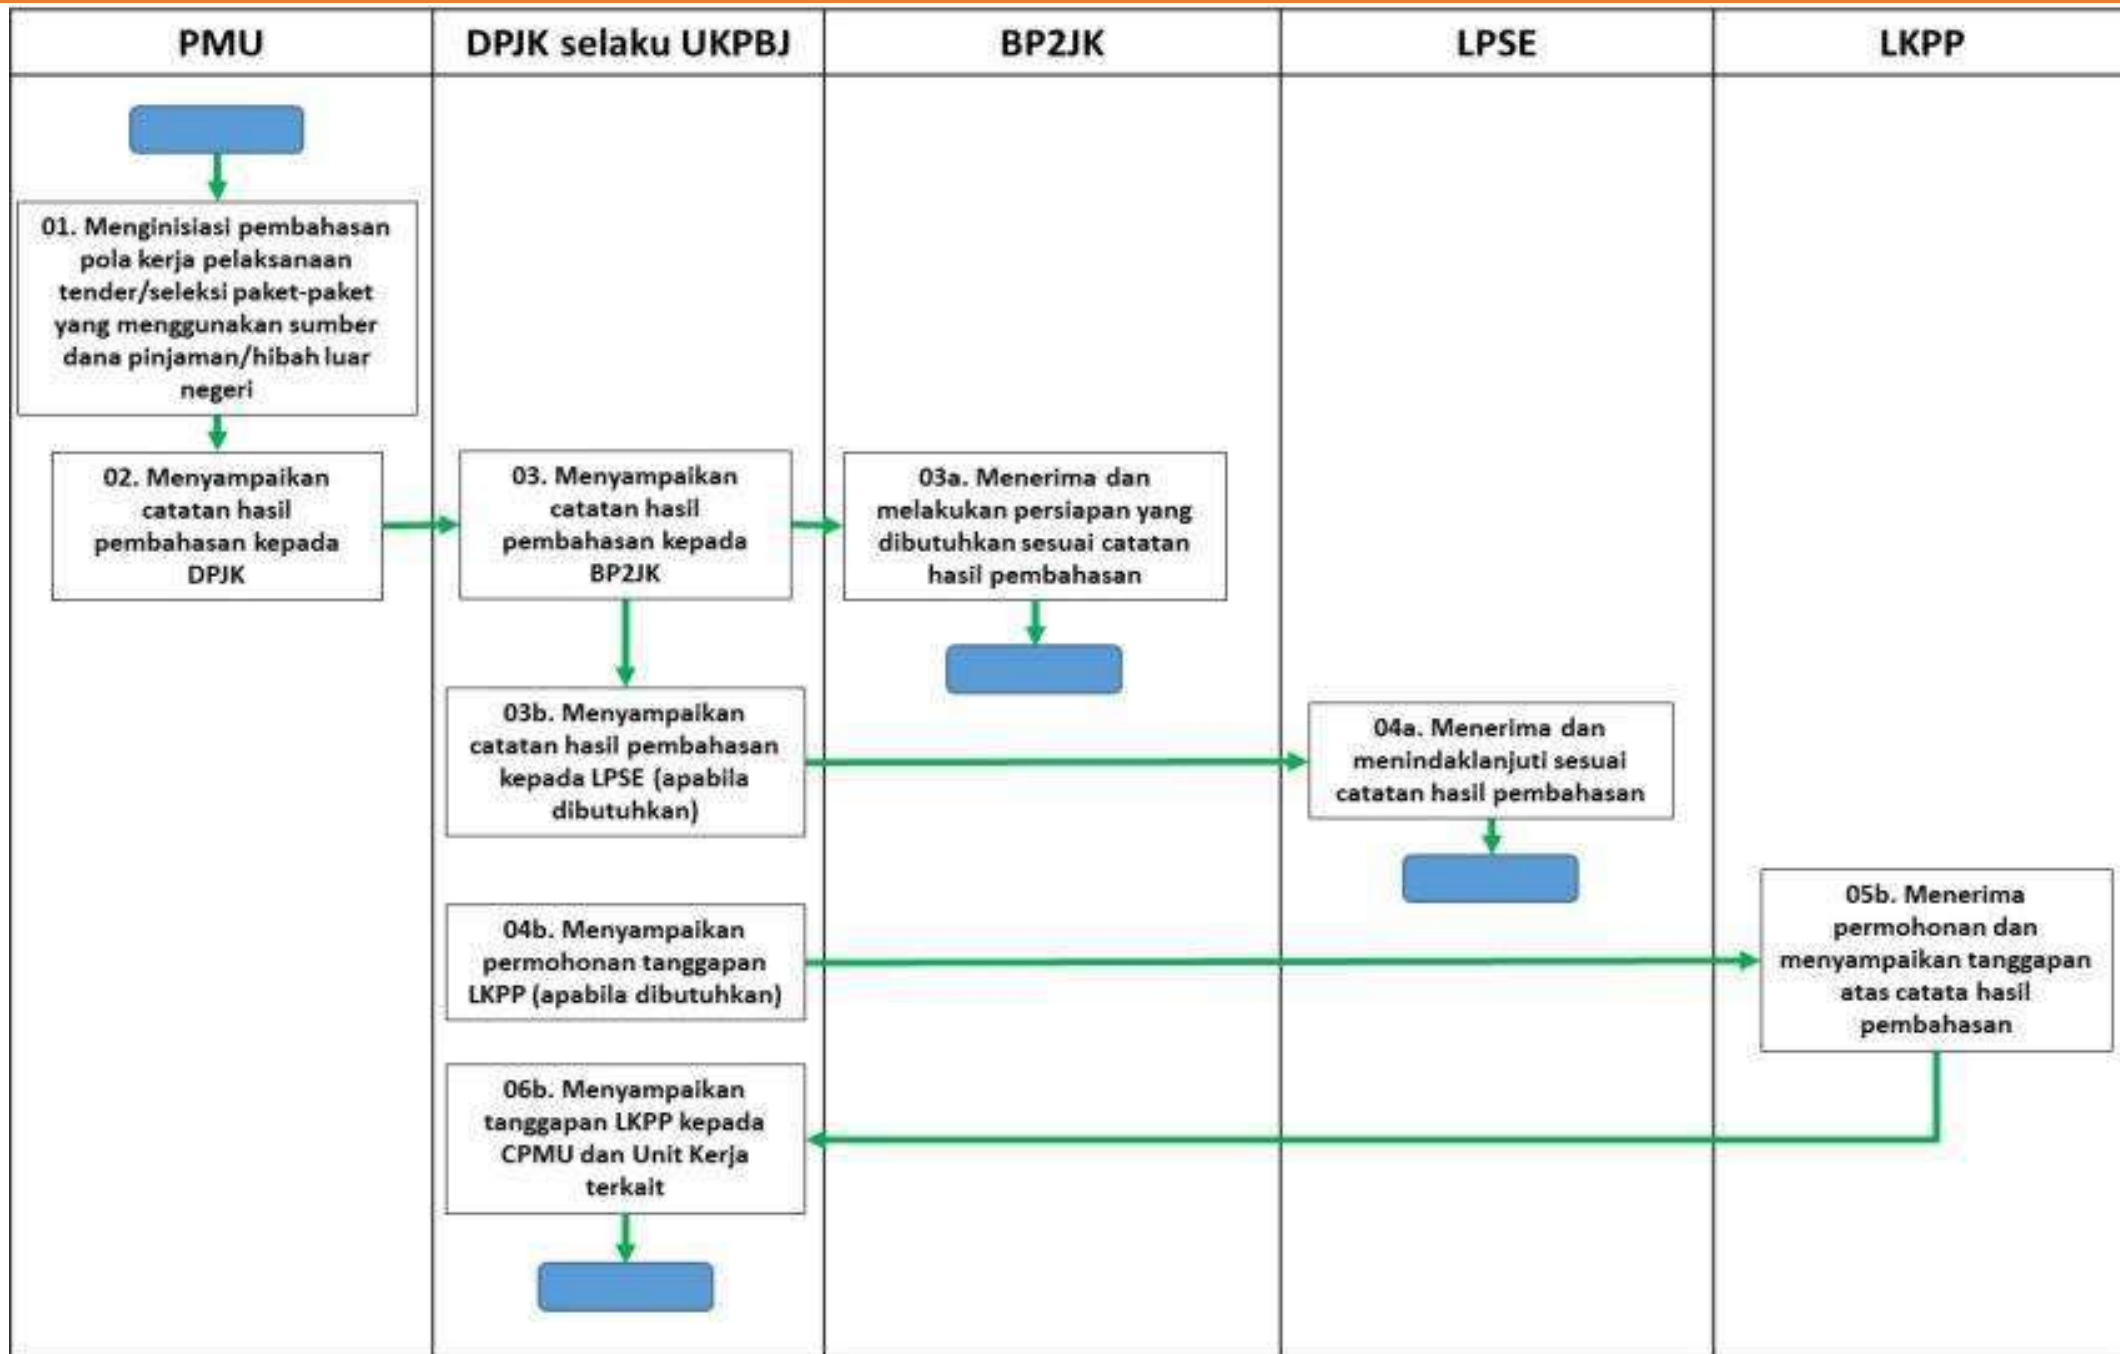 PMU
DPJK selaku UKPBJ
BP2JK
LPSE
LKPP
01. Menginisiasi pembahasan
pola kerja pelaksanaan
tender/seleksi paket-paket
yang menggunakan sumber
dana pinjaman/hibah luar
negeri
02. Menyampaikan
catatan hasil
pembahasan kepada
DPJK
03. Menyampaikan
catatan hasil
pembahasan kepada
BP2JK
03a. Menerima dan
melakukan persiapan yang
dibutuhkan sesuai catatan
hasil pembahasan
03b. Menyampaikan
catatan hasil pembahasan
kepada LPSE (apabila
dibutuhkan)
04a. Menerima dan
menindaklanjuti sesuai
catatan hasil pembahasan
04b. Menyampaikan
permohonan tanggapan
LKPP (apabila dibutuhkan)
05b. Menerima
permohonan dan
menyampaikan tanggapan
atas catata hasil
pembahasan
06b. Menyampaikan
tanggapan LKPP kepada
CPMU dan Unit Kerja
terkait